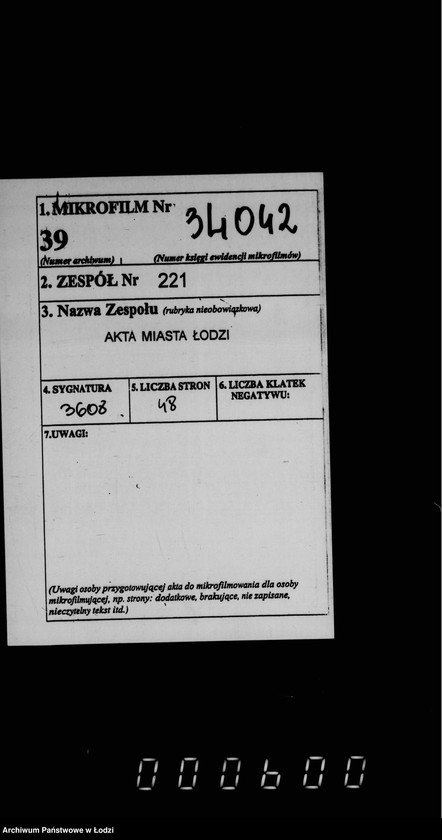 1. MIKROFILM Nr 34042
39
(Numer archiwum) (Numer księgi ewidencji mikrofilmów)
2. ZESPÓŁ Nr 221
3. Nazwa Zespołu (rubryka nieobowiązkowa)
AKTA MIASTA ŁODZI
4. SYGNATURA 5. LICZBA STRON 6. LICZBA KLATEK
NEGATYWU:
3608 48
7.UWAGI:
(Uwagi osoby przygotowującej akta do mikrofilmowania dla osoby
mikrofilmującej, np. strony: dodatkowe, brakujące, nie zapisane,
nieczytelny tekst itd.)
000600
Archiwum Państwowe w Łodzi